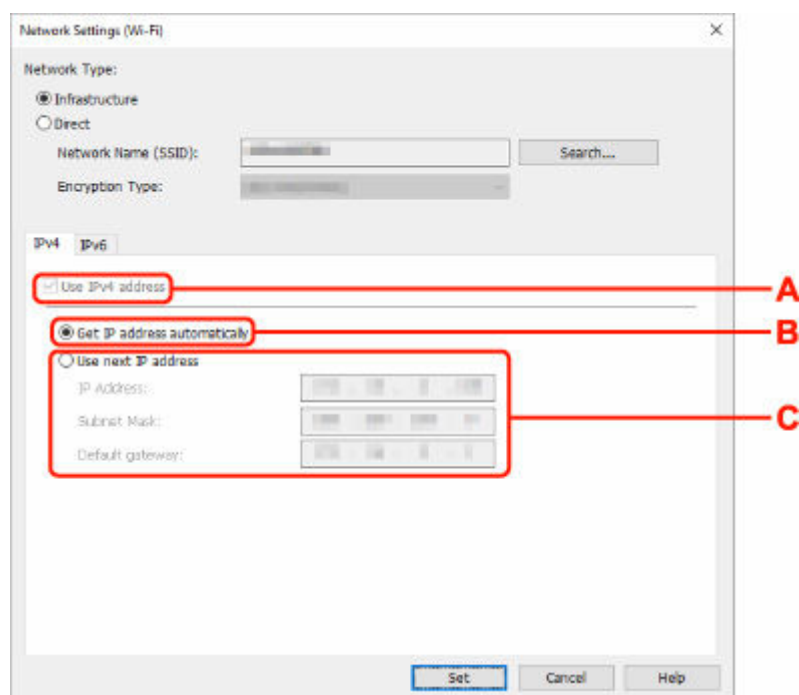 Network Settings (Wi-Fi)
Network Type:
Infrastructure
Direct
Network Name (SSID):
Search...
Encryption Type:
IPv4 IPv6
Use IPv4 address
A
Get IP address automatically
B
Use next IP address
IP Address:
Subnet Mask:
C
Default gateway:
Set Cancel Help